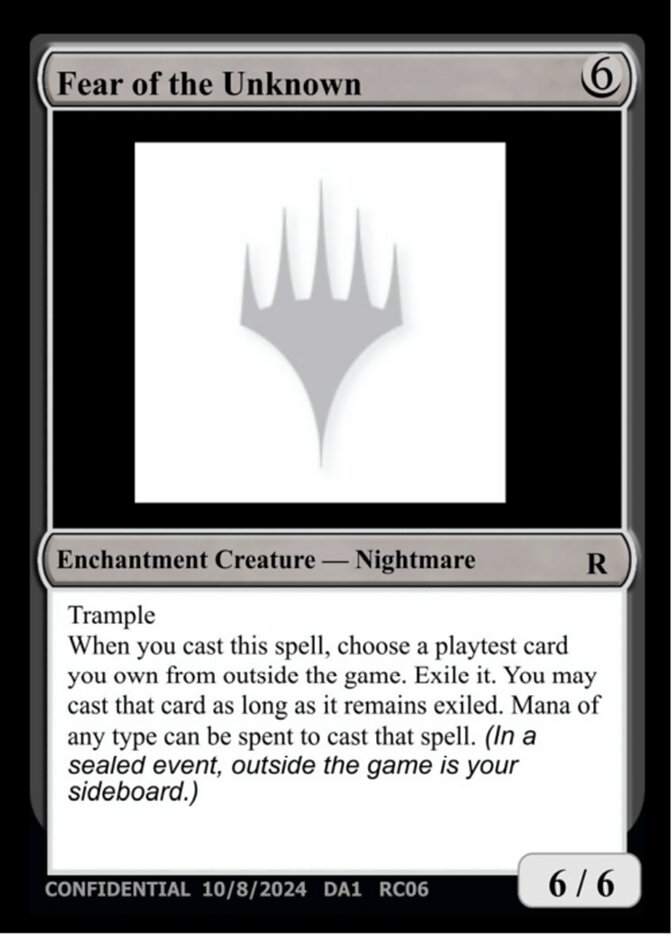 Fear of the Unknown 6
Enchantment Creature — Nightmare R
Trample
When you cast this spell, choose a playtest card
you own from outside the game. Exile it. You may
cast that card as long as it remains exiled. Mana of
any type can be spent to cast that spell. (In a
sealed event, outside the game is your
sideboard.)
CONFIDENTIAL 10/8/2024 DA1 RC06
6 / 6